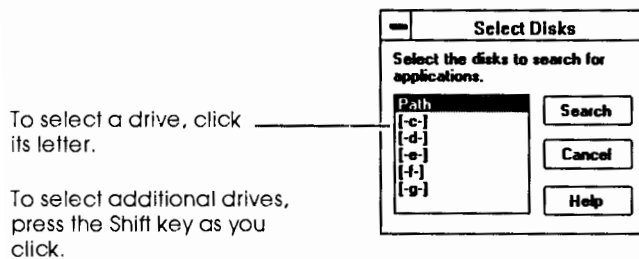 Select Disks
Select the disks to search for
applications.
Path
[-c-]
[-d-]
[-e-]
[-f-]
[-g-]
Search
Cancel
Help
To select a drive, click
its letter.
To select additional drives,
press the Shift key as you
click.